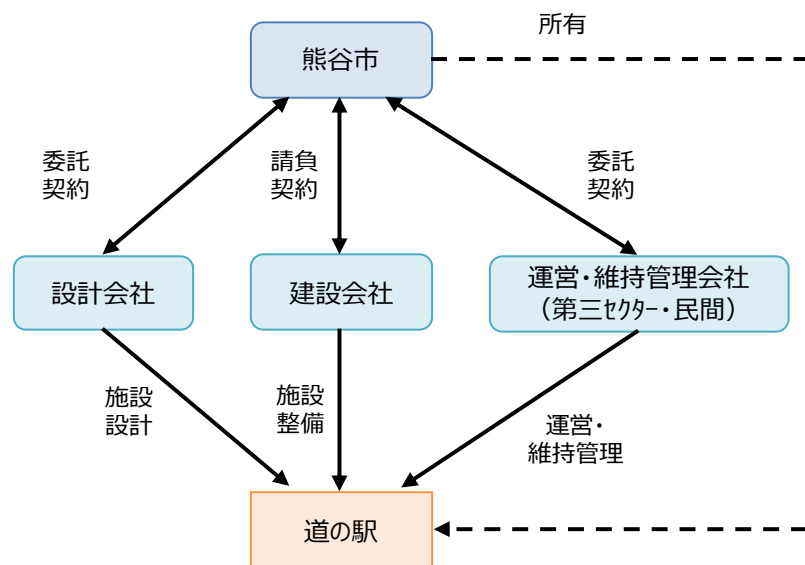 所有
熊谷市
委託
契約
請負
契約
委託
契約
設計会社
建設会社
運営・維持管理会社
（第三ｾｸﾀｰ・民間）
施設
設計
施設
整備
運営・
維持管理
道の駅